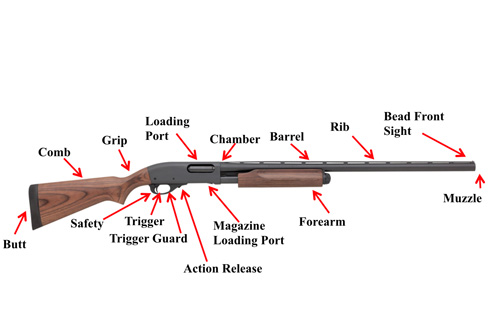 Bead Front
Sight
Loading
Port
Rib
Grip
Chamber
Barrel
Comb
Muzzle
Safety
Trigger
Trigger Guard
Magazine
Loading Port
Forearm
Butt
Action Release